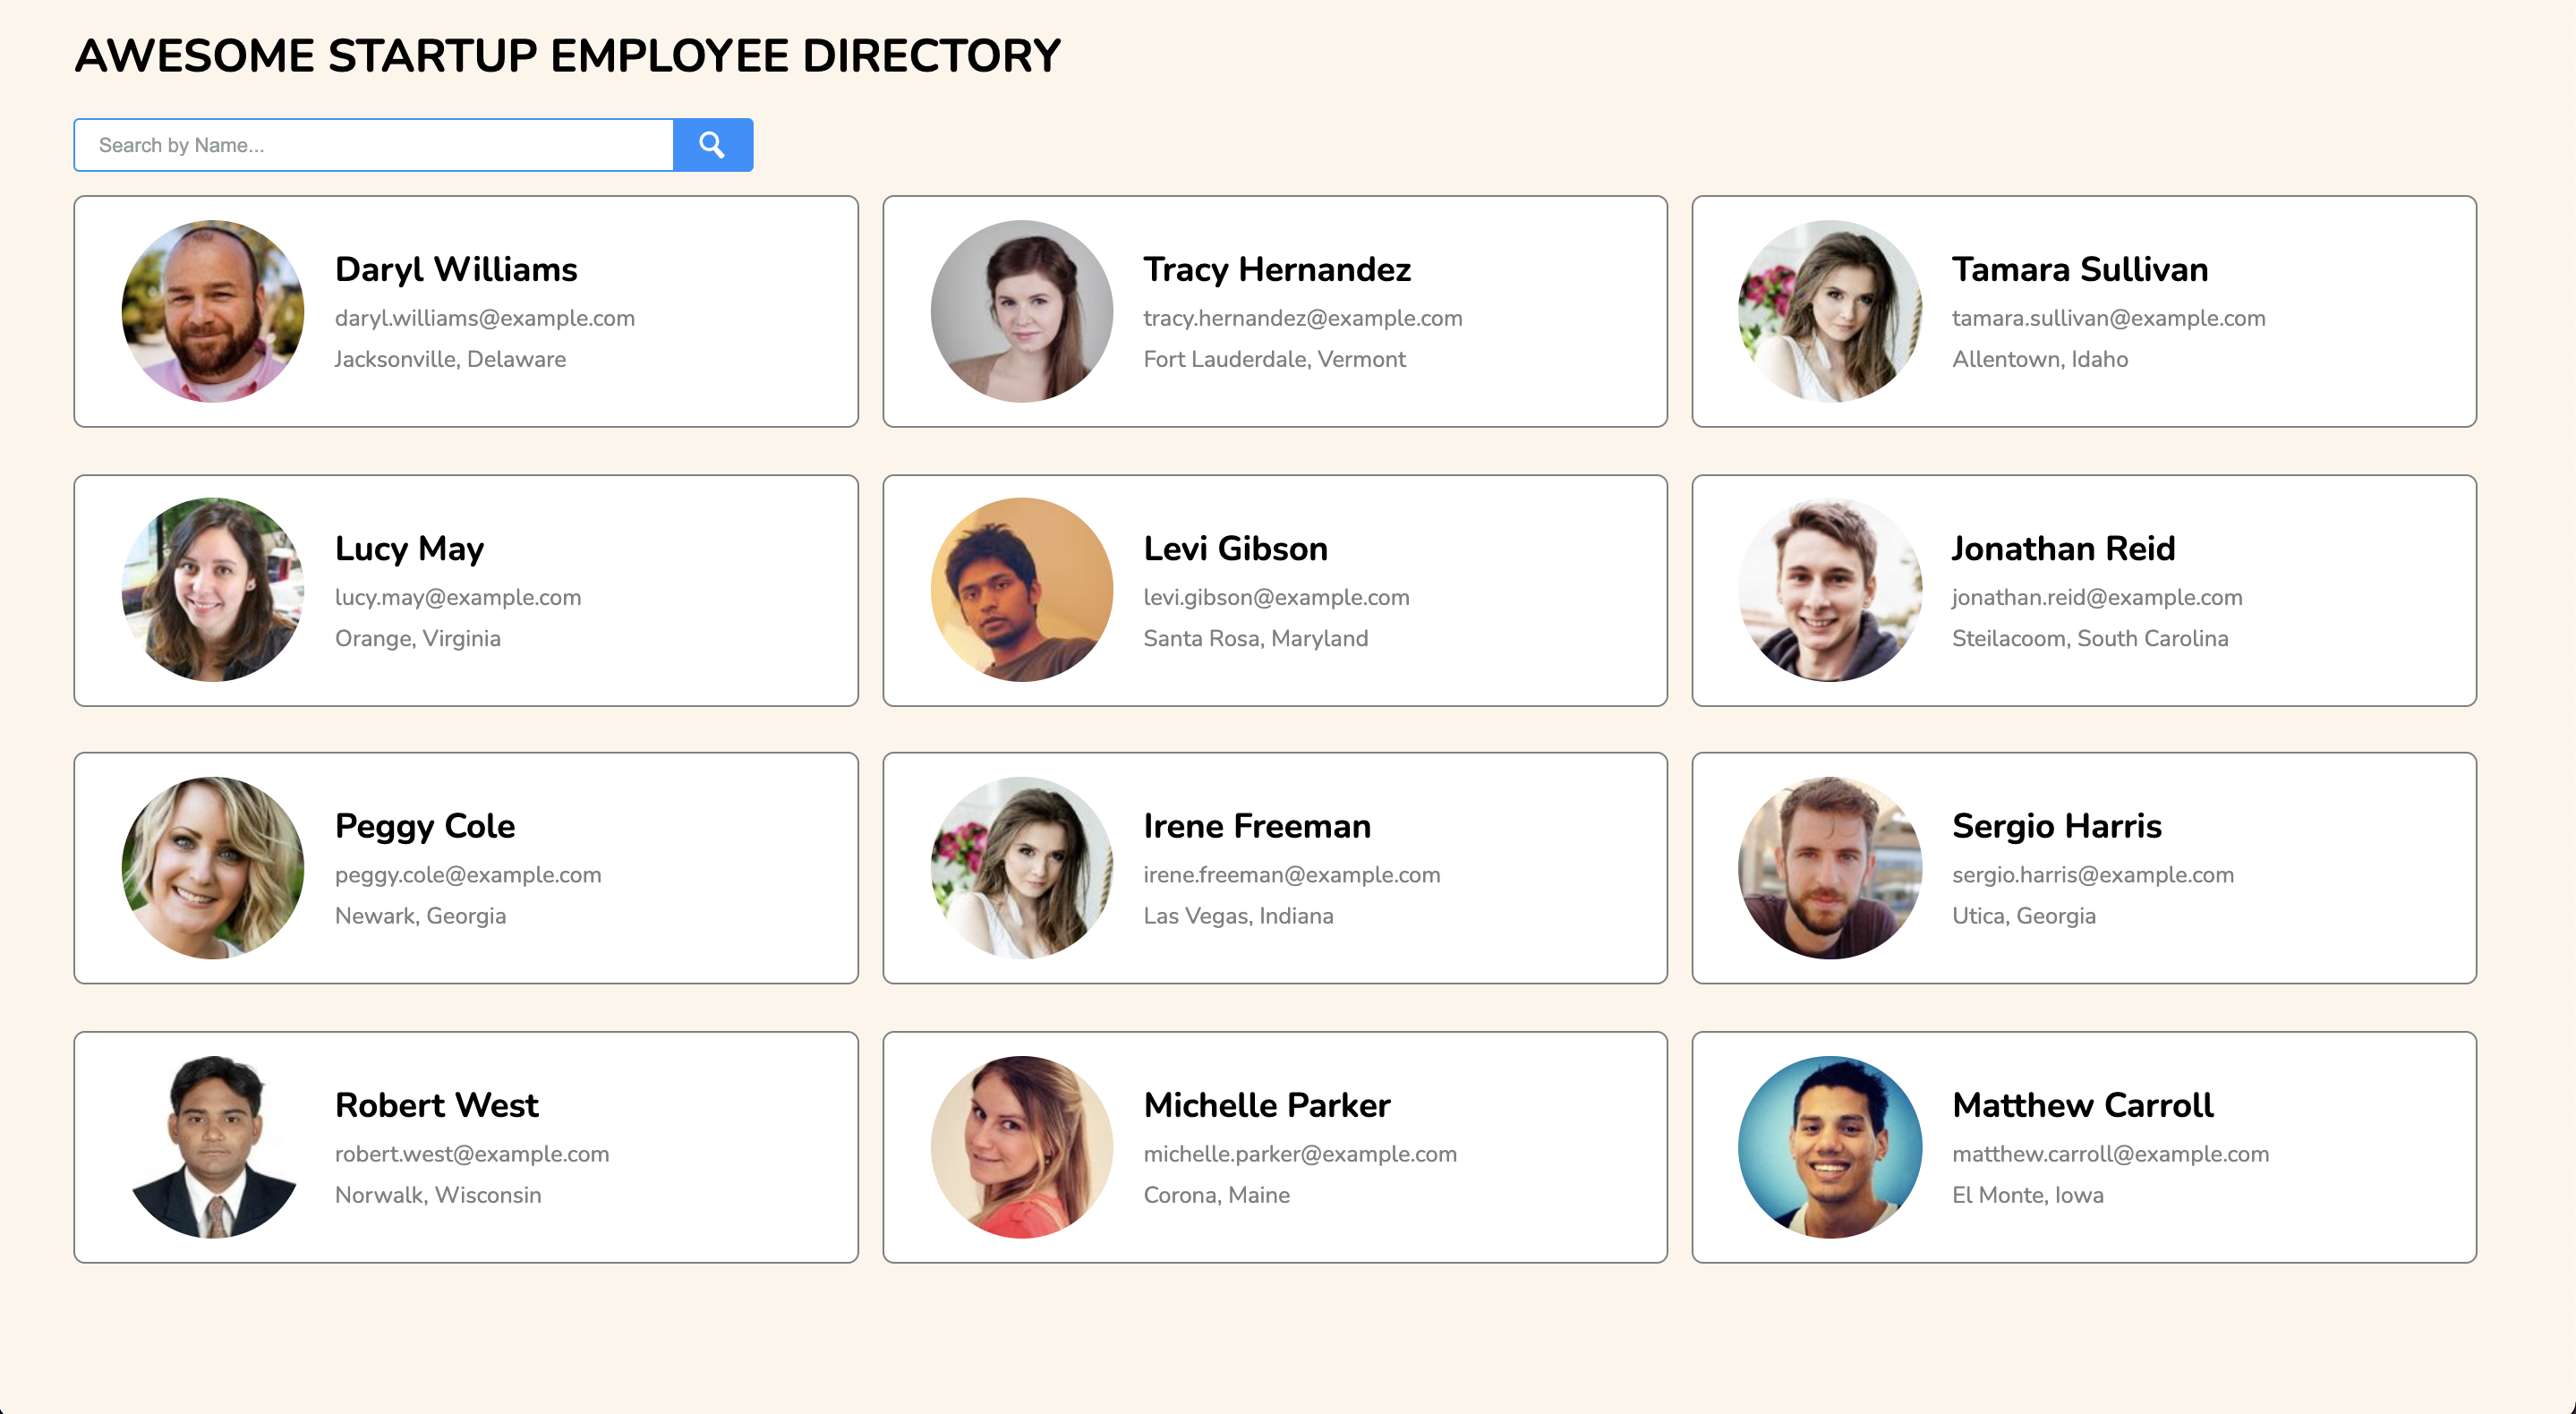 AWESOME STARTUP EMPLOYEE DIRECTORY
Search by Name...
Daryl Williams
daryl.williams@example.com
Jacksonville, Delaware
Tracy Hernandez
tracy.hernandez@example.com
Fort Lauderdale, Vermont
Tamara Sullivan
tamara.sullivan@example.com
Allentown, Idaho
Lucy May
lucy.may@example.com
Orange, Virginia
Levi Gibson
levi.gibson@example.com
Santa Rosa, Maryland
Jonathan Reid
jonathan.reid@example.com
Steilacoom, South Carolina
Peggy Cole
peggy.cole@example.com
Newark, Georgia
Irene Freeman
irene.freeman@example.com
Las Vegas, Indiana
Sergio Harris
sergio.harris@example.com
Utica, Georgia
Robert West
robert.west@example.com
Norwalk, Wisconsin
Michelle Parker
michelle.parker@example.com
Corona, Maine
Matthew Carroll
matthew.carroll@example.com
El Monte, Iowa